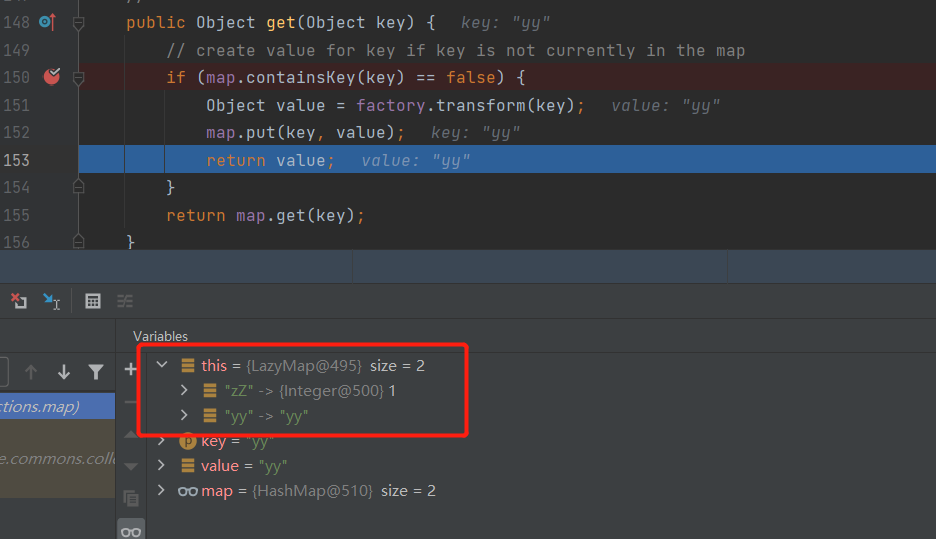 148 public Object get(Object key) { key: "yy"
149 // create value for key if key is not currently in the map
150 if (map.containsKey(key) == false) {
151 Object value = factory.transform(key); value: "yy"
152 map.put(key, value); key: "yy"
153 return value; value: "yy"
154 }
155 return map.get(key);
156 }
Variables
this = {LazyMap@495} size = 2
"zZ" -> {Integer@500} 1
ctions.map)
"yy" -> "yy"
p key = "yy"
e.commons.colle
value = "yy"
map = {HashMap@510} size = 2